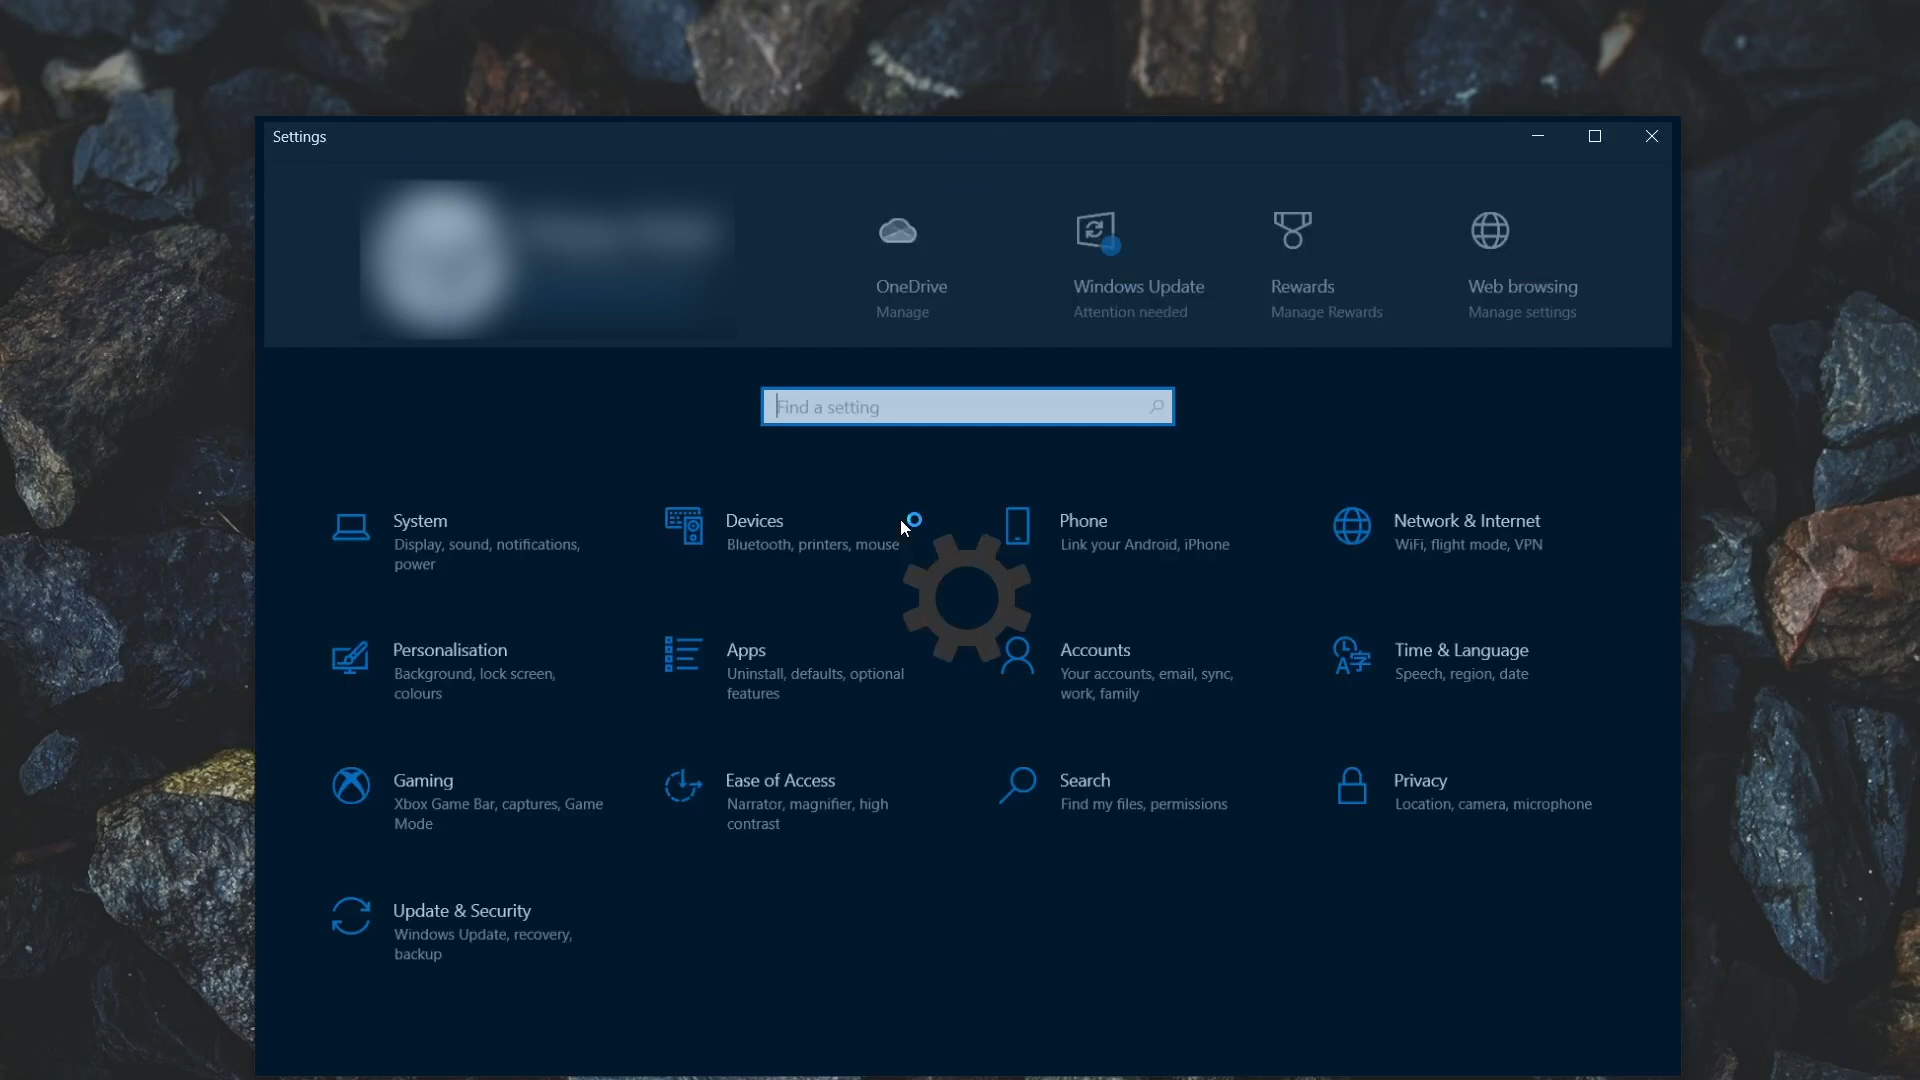 Settings
OneDrive
Manage
Windows Update
Attention needed
Rewards
Manage Rewards
Web browsing
Manage settings
Find a setting
System
Display, sound, notifications,
power
Devices
Bluetooth, printers, mouse
Phone
Link your Android, iPhone
Network & Internet
WiFi, flight mode, VPN
Personalisation
Background, lock screen,
colours
Apps
Uninstall, defaults, optional
features
Accounts
Your accounts, email, sync,
work, family
Time & Language
Speech, region, date
Gaming
Xbox Game Bar, captures, Game
Mode
Ease of Access
Narrator, magnifier, high
contrast
Search
Find my files, permissions
Privacy
Location, camera, microphone
Update & Security
Windows Update, recovery,
backup